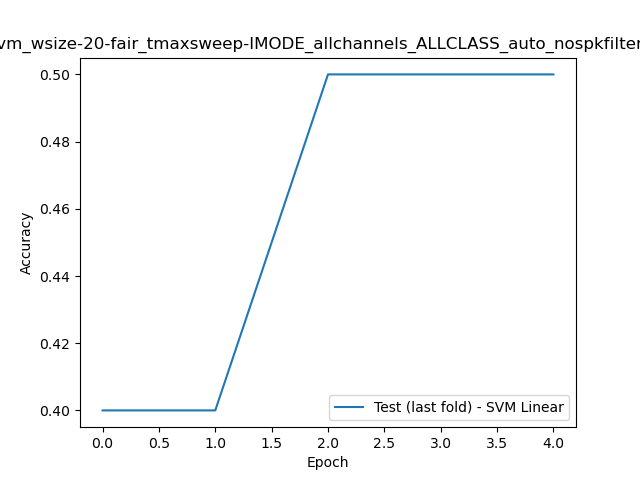 vm_wsize-20-fair_tmaxsweep-IMODE_allchannels_ALLCLASS_auto_nospkfilter
0.50
0.48
0.46
0.44
0.42
0.40
Accuracy
Test (last fold) - SVM Linear
0.0 0.5 1.0 1.5 2.0 2.5 3.0 3.5 4.0
Epoch